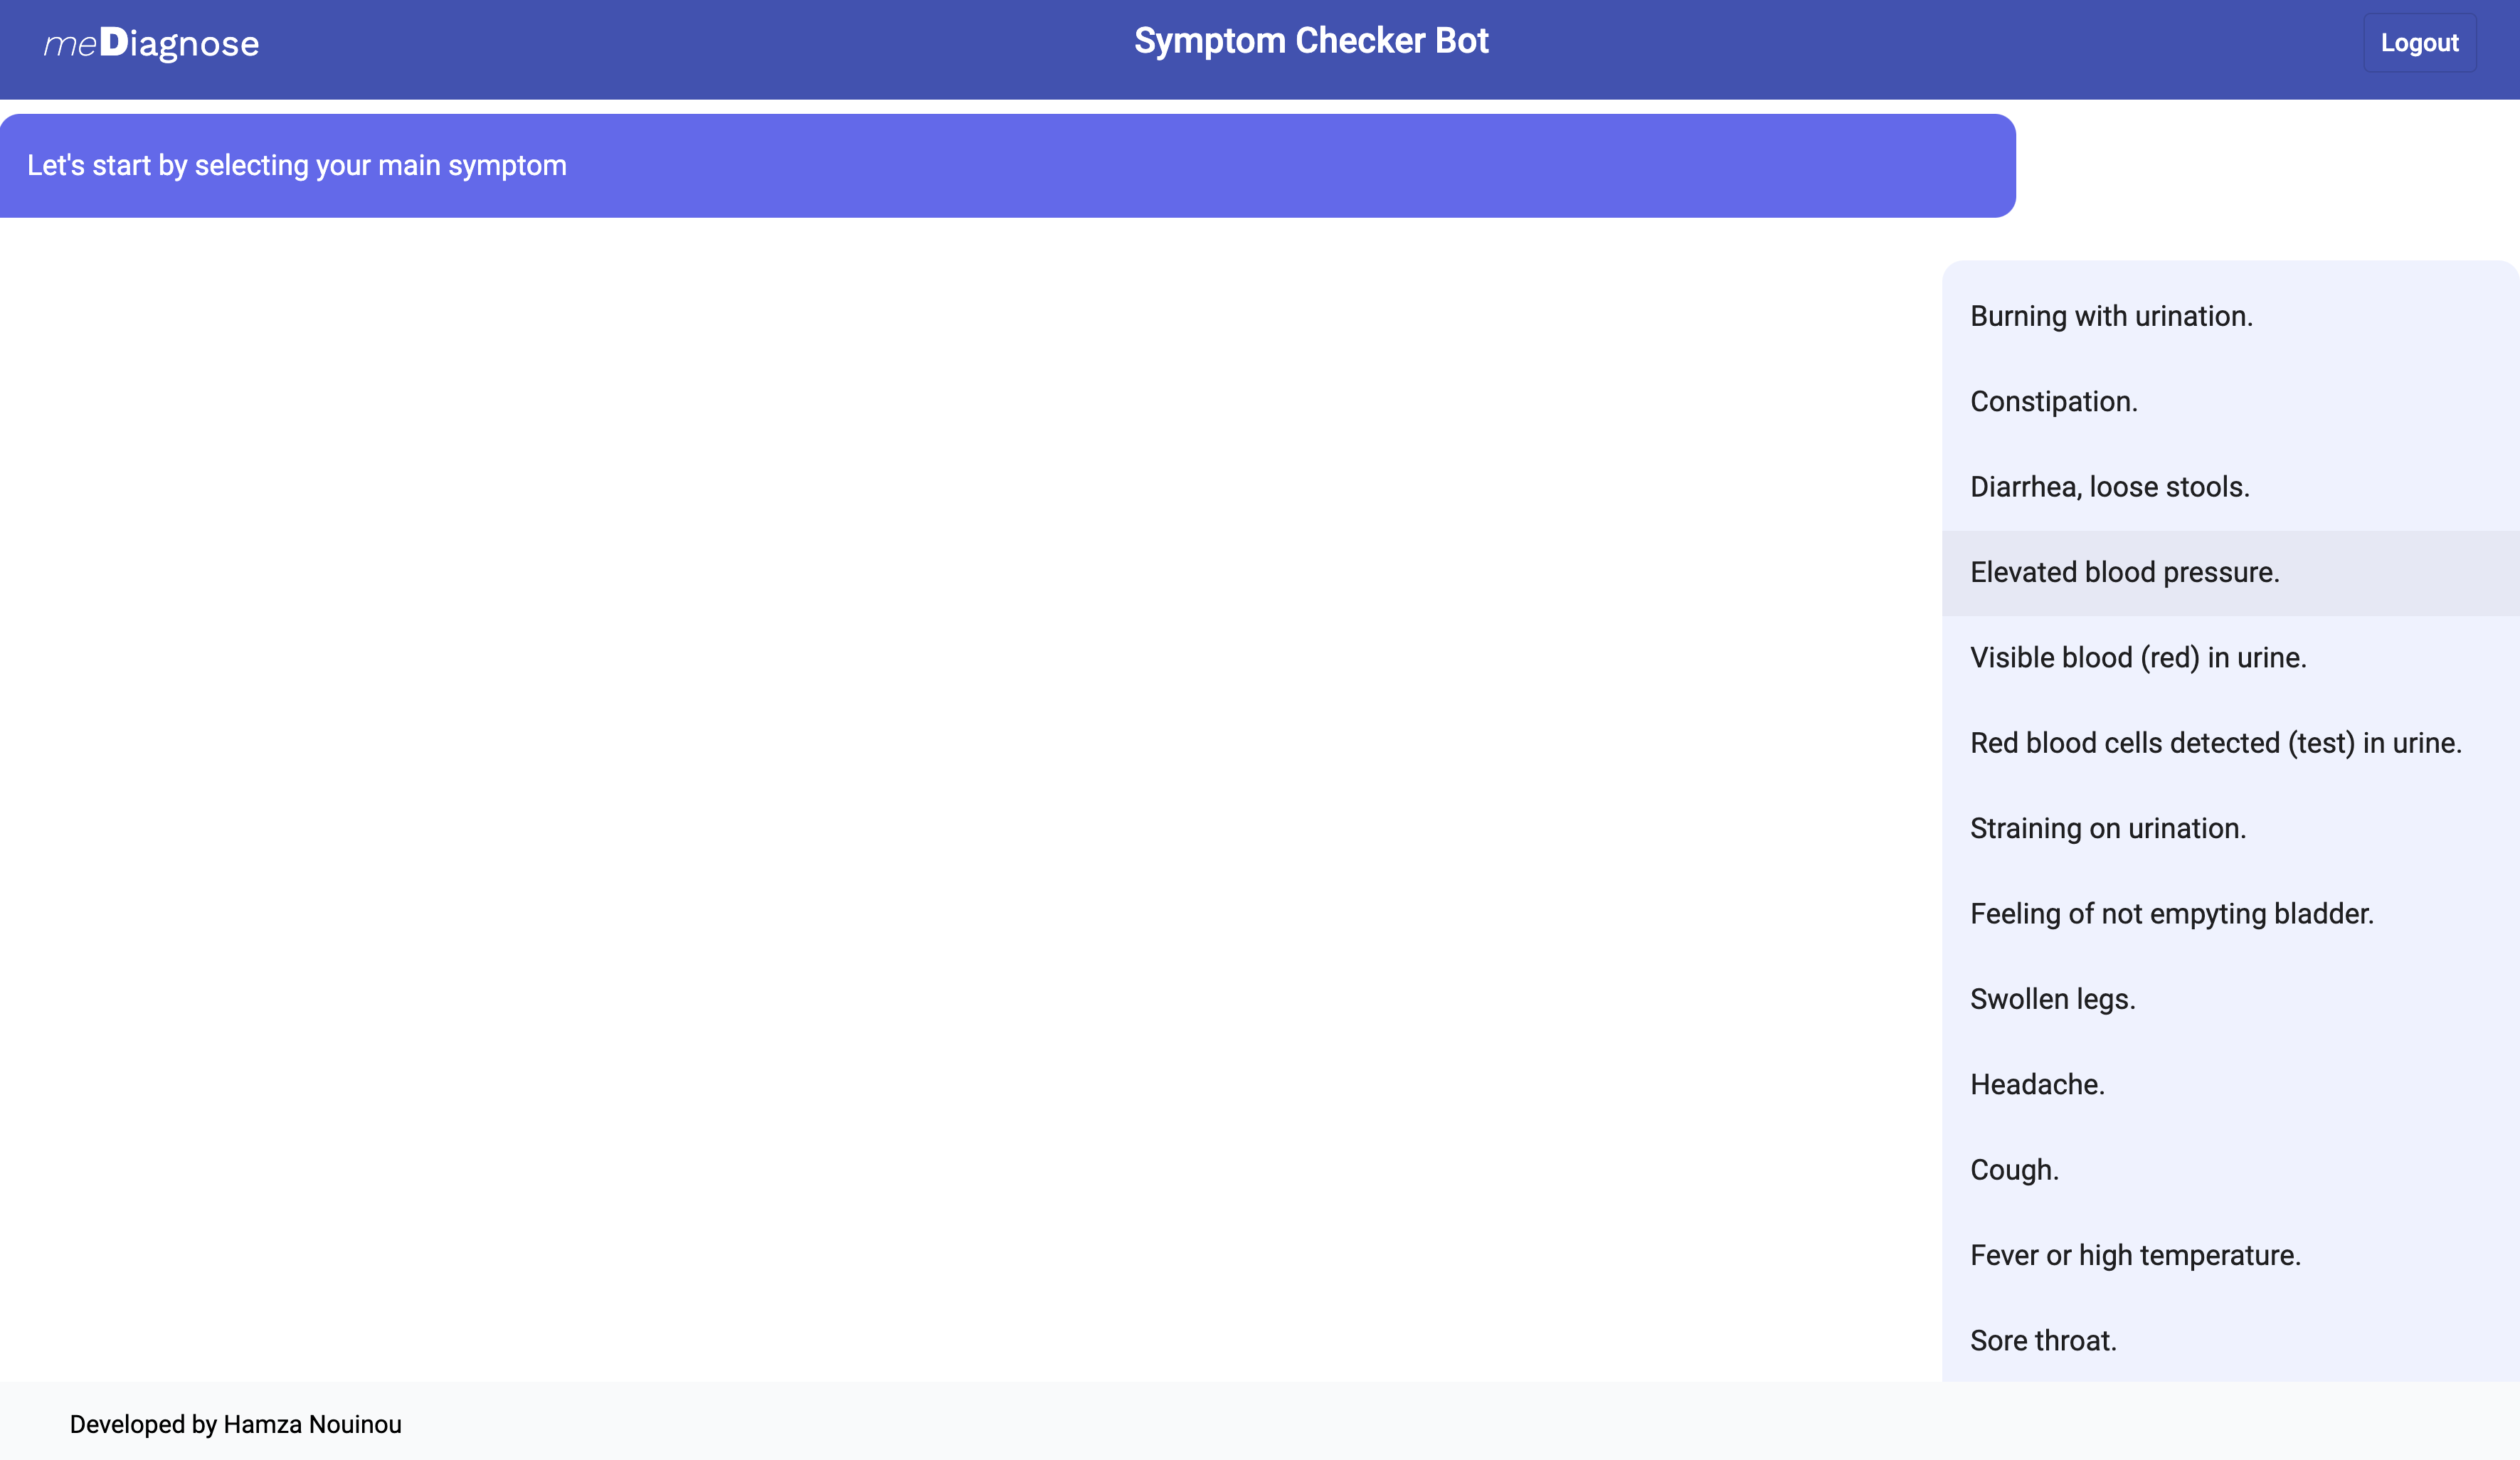 meDiagnose
Symptom Checker Bot
Logout
Let's start by selecting your main symptom
Burning with urination.
Constipation.
Diarrhea, loose stools.
Elevated blood pressure.
Visible blood (red) in urine.
Red blood cells detected (test) in urine.
Straining on urination.
Feeling of not empyting bladder.
Swollen legs.
Headache.
Cough.
Fever or high temperature.
Sore throat.
Developed by Hamza Nouinou